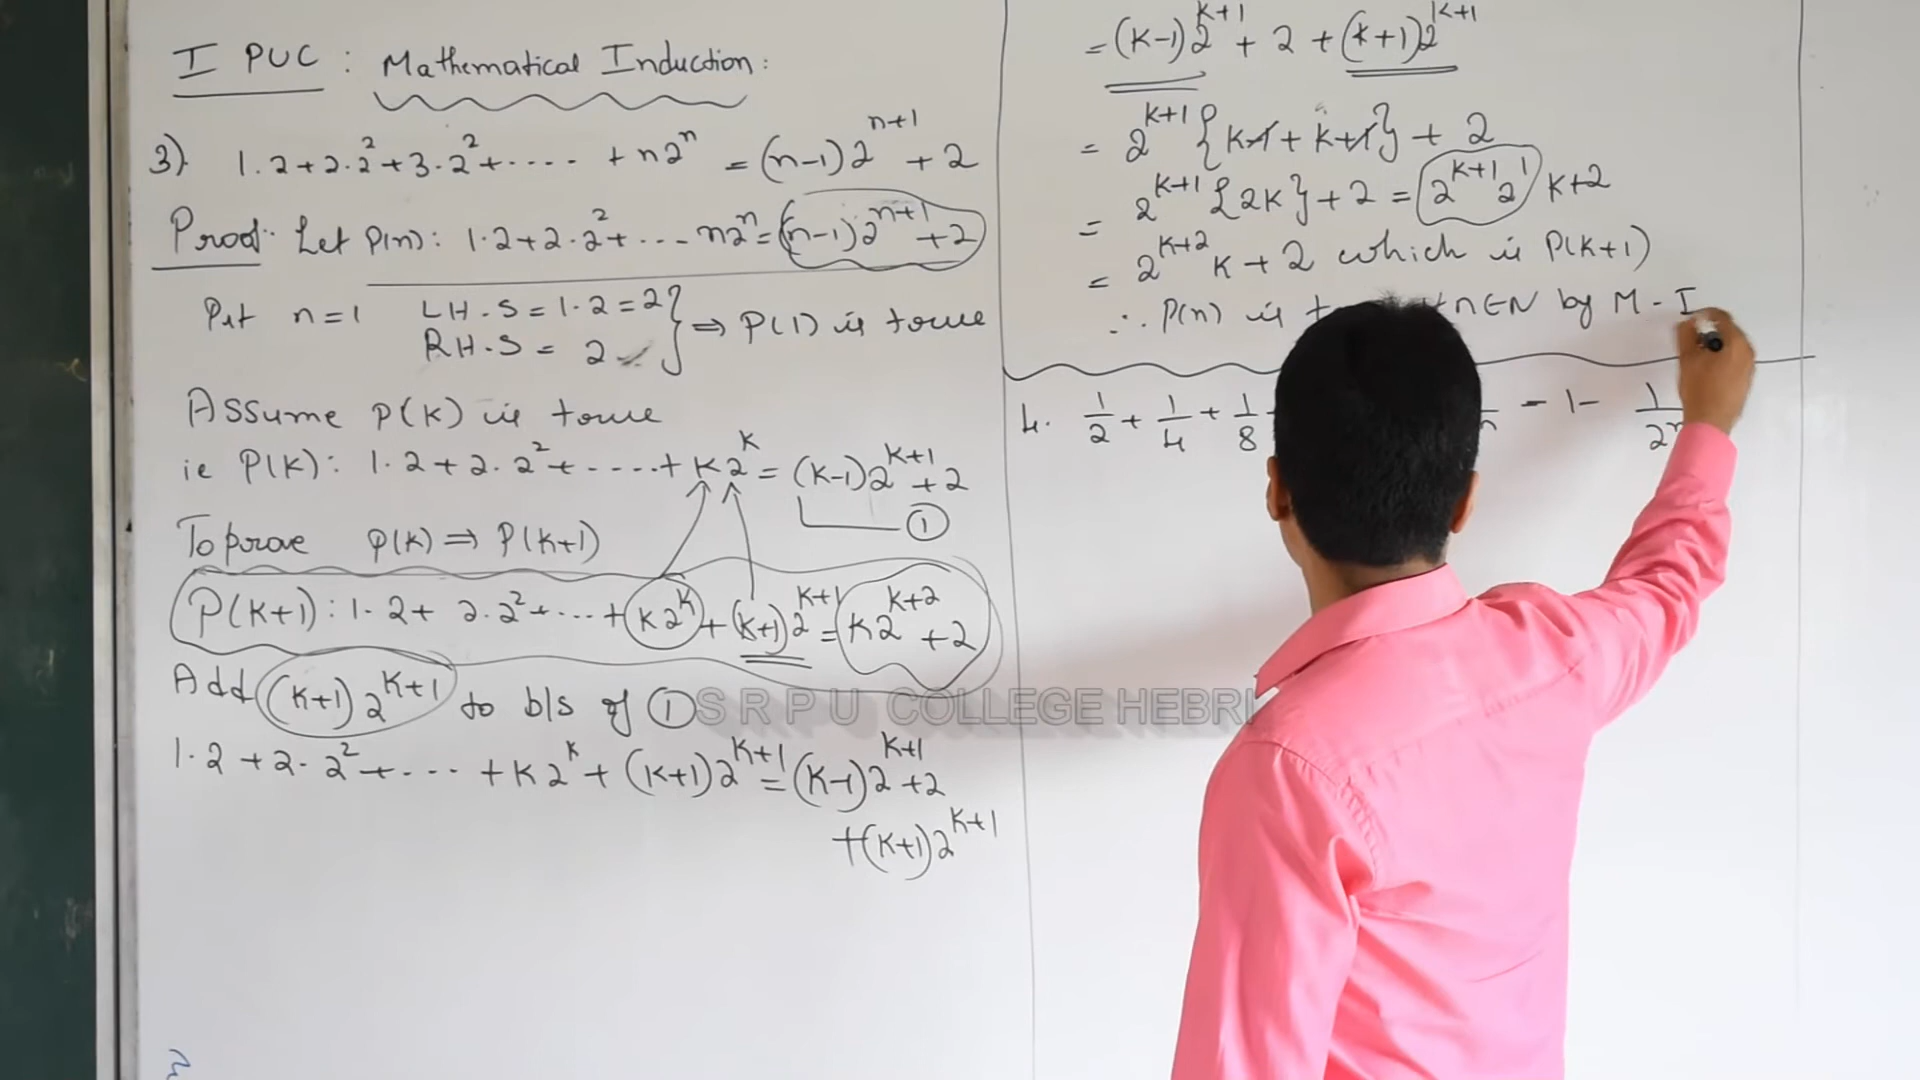 I PUC : Mathematical Induction :
3) 1.2+2.2²+3.2²+ ..... + n2ⁿ = (n-1)2ⁿ⁺¹ + 2
Proof: Let P(n): 1.2+2.2²+ .... n2ⁿ = (n-1)2ⁿ⁺¹ + 2
Put n=1 LH.S = 1.2 = 2
RH.S = 2 } ⇒ P(1) is true
Assume P(k) is true
ie P(k): 1.2+2.2²+ .....+ k2ᵏ = (k-1)2ᵏ⁺¹ + 2
①
To prove P(k) ⇒ P(k+1)
P(k+1): 1.2+ 2.2²+ ...+ k2ᵏ + (k+1)2ᵏ⁺¹ = k2ᵏ⁺² + 2
Add (k+1)2ᵏ⁺¹ to b/s of ①
1.2+2.2²+ .... + k2ᵏ + (k+1)2ᵏ⁺¹ = (k-1)2ᵏ⁺¹ + 2
+(k+1)2ᵏ⁺¹
= (k-1)2ᵏ⁺¹ + 2 + (k+1)2ᵏ⁺¹
= 2ᵏ⁺¹{k-1+k+1} + 2
= 2ᵏ⁺¹{2k} + 2 = 2ᵏ⁺¹2¹ k+2
= 2ᵏ⁺² k + 2 which is P(k+1)
∴ P(n) is n∈N by M-I
4. 1/2 + 1/4 + 1/8 - 1 -
S R P U COLLEGE HEBRI